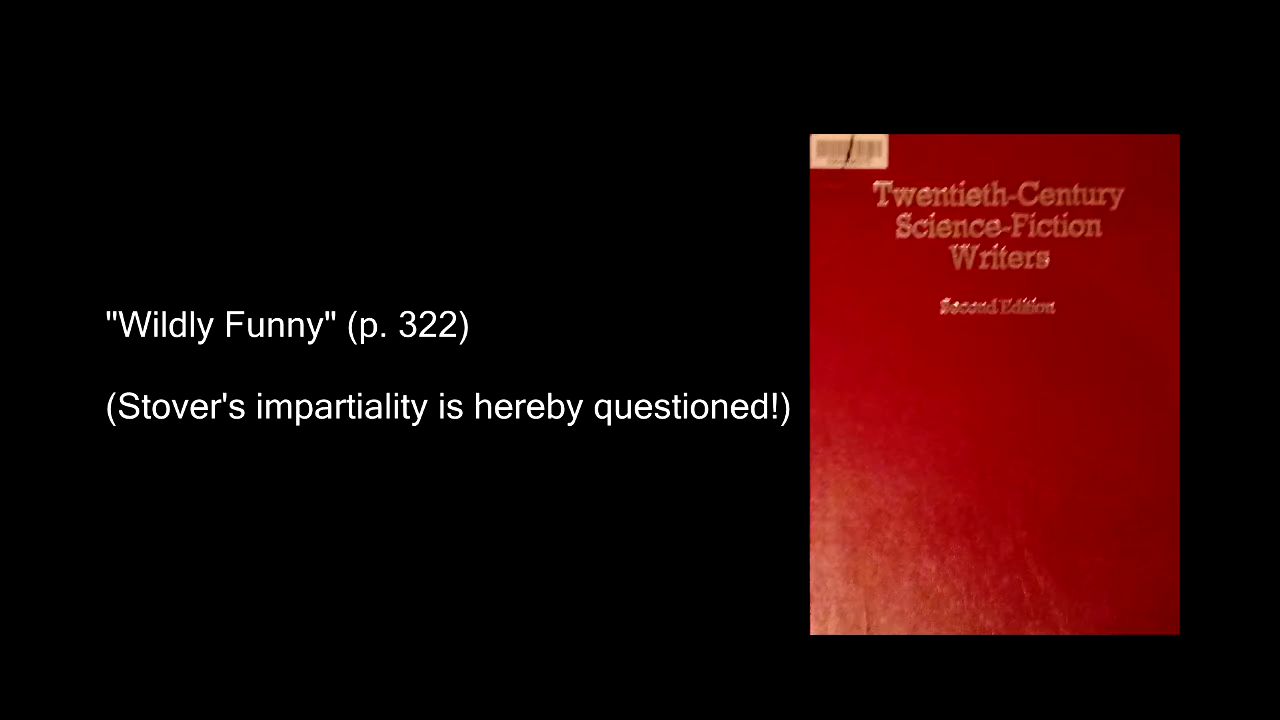 "Wildly Funny" (p. 322)
(Stover's impartiality is hereby questioned!)
Twentieth-Century
Science-Fiction
Writers
Second Edition